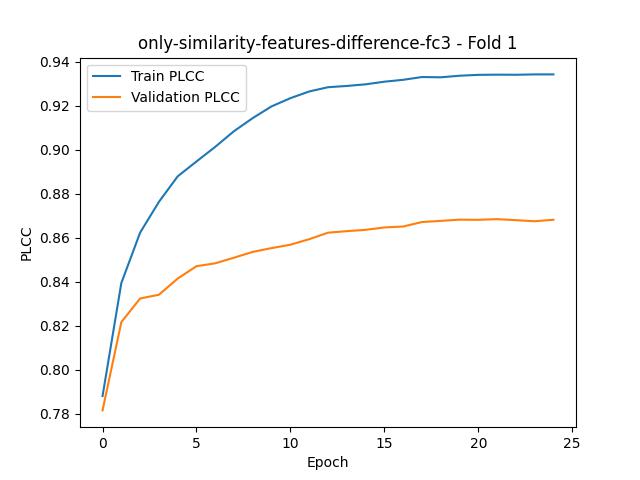 only-similarity-features-difference-fc3 - Fold 1
Train PLCC
Validation PLCC
PLCC
0.94
0.92
0.90
0.88
0.86
0.84
0.82
0.80
0.78
0 5 10 15 20 25
Epoch